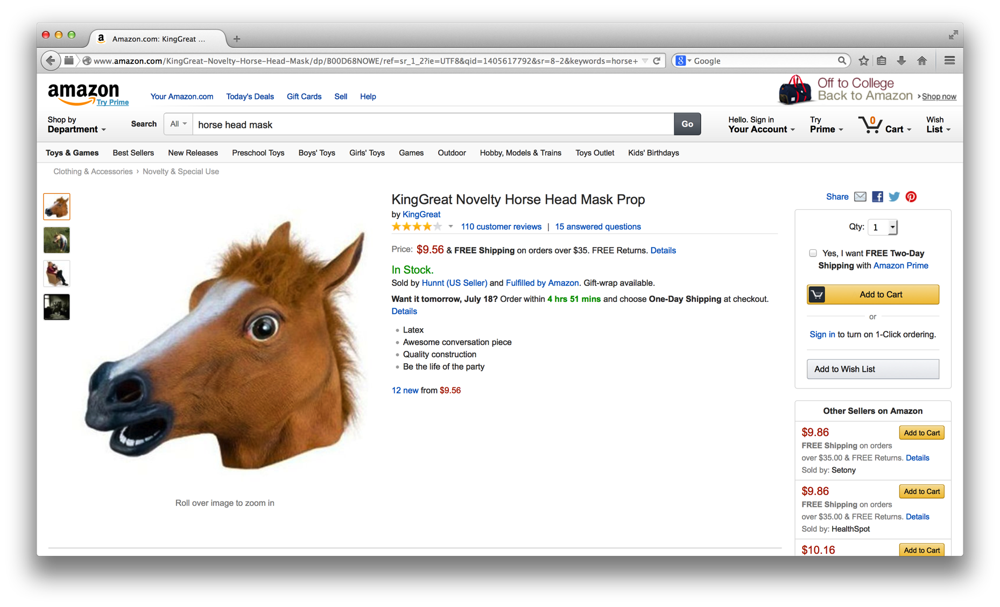 Amazon.com: KingGreat ...
www.amazon.com/KingGreat-Novelty-Horse-Head-Mask/dp/B00D68NOWE/ref=sr_1_2?ie=UTF8&qid=1405617792&sr=8-2&keywords=horse+
Google
amazon
Try Prime
Your Amazon.com Today's Deals Gift Cards Sell Help
Off to College
Back to Amazon › Shop now
Shop by
Department
Search All horse head mask Go
Hello. Sign in
Your Account
Try
Prime
0
Cart
Wish
List
Toys & Games Best Sellers New Releases Preschool Toys Boys' Toys Girls' Toys Games Outdoor Hobby, Models & Trains Toys Outlet Kids' Birthdays
Clothing & Accessories › Novelty & Special Use
Roll over image to zoom in
KingGreat Novelty Horse Head Mask Prop
by KingGreat
110 customer reviews | 15 answered questions
Price: $9.56 & FREE Shipping on orders over $35. FREE Returns. Details
In Stock.
Sold by Hunnt (US Seller) and Fulfilled by Amazon. Gift-wrap available.
Want it tomorrow, July 18? Order within 4 hrs 51 mins and choose One-Day Shipping at checkout.
Details
Latex
Awesome conversation piece
Quality construction
Be the life of the party
12 new from $9.56
Share
Qty: 1
Yes, I want FREE Two-Day
Shipping with Amazon Prime
Add to Cart
or
Sign in to turn on 1-Click ordering.
Add to Wish List
Other Sellers on Amazon
$9.86 Add to Cart
FREE Shipping on orders
over $35.00 & FREE Returns. Details
Sold by: Setony
$9.86 Add to Cart
FREE Shipping on orders
over $35.00 & FREE Returns. Details
Sold by: HealthSpot
$10.16 Add to Cart